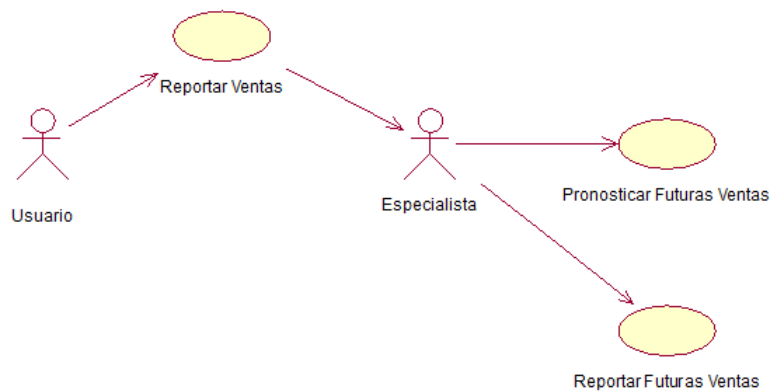 Reportar Ventas
Usuario
Especialista
Pronosticar Futuras Ventas
Reportar Futuras Ventas